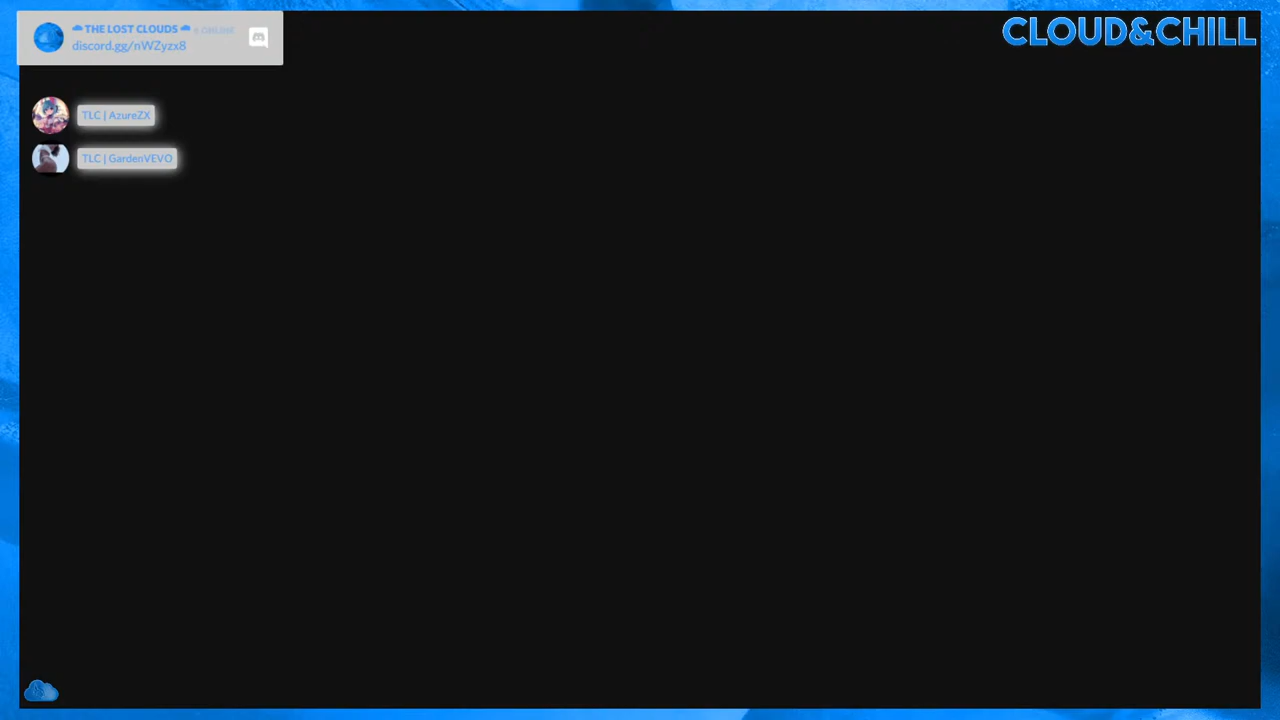 THE LOST CLOUDS
discord.gg/nWZyzx8
CLOUD&CHILL
TLC | AzureZX
TLC | GardenVEVO